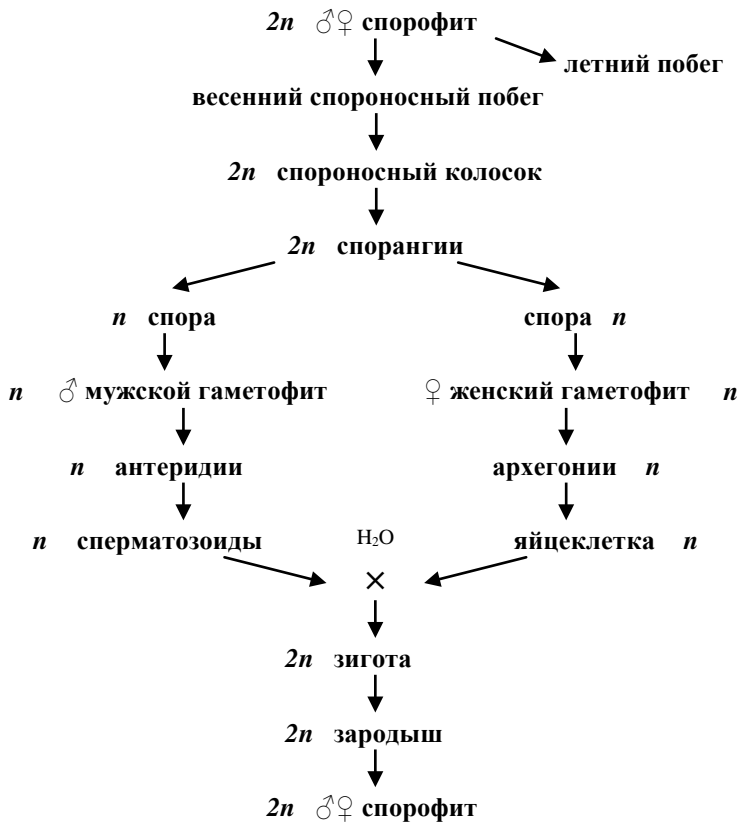 2n ♂♀ спорофит
летний побег
весенний спороносный побег
2n спороносный колосок
2n спорангии
n спора спора n
n ♂ мужской гаметофит ♀ женский гаметофит n
n антеридии архегонии n
n сперматозоиды H₂O яйцеклетка n
×
2n зигота
2n зародыш
2n ♂♀ спорофит